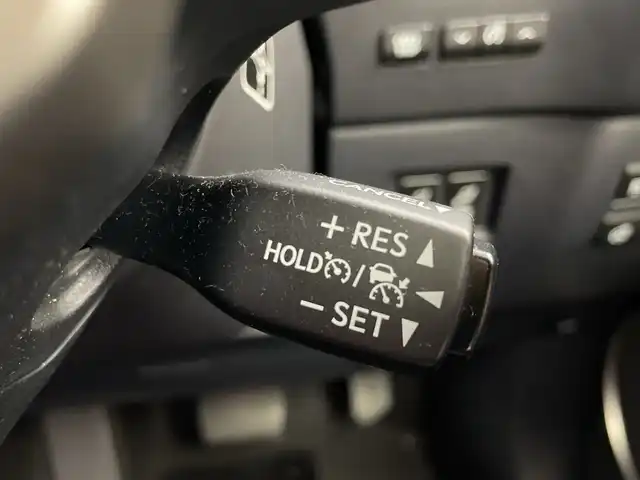 CANCEL
+ RES
HOLD /
− SET